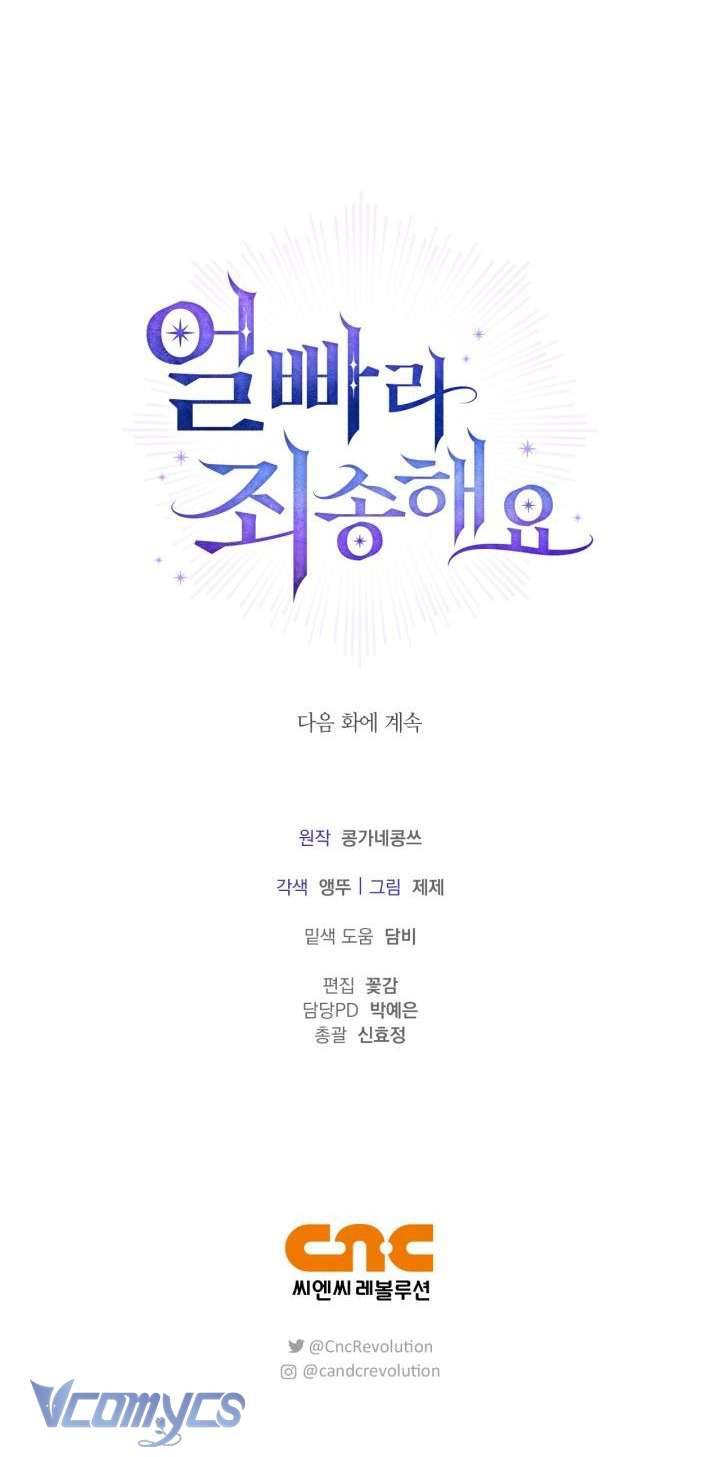 얼빠라
죄송해요
다음 화에 계속
원작 콩가네콩쓰
각색 앵뚜 | 그림 제제
밑색 도움 담비
편집 꽃감
담당PD 박예은
총괄 신효정
cnc
씨엔씨 레볼루션
@CncRevolution
@candcrevolution
Vcomycs